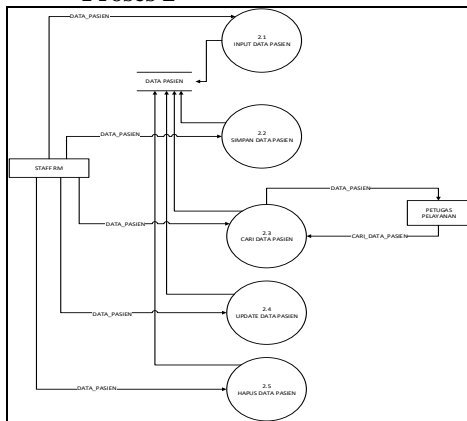 Proses 2
DATA_PASIEN
2.1
INPUT DATA PASIEN
DATA PASIEN
DATA_PASIEN
2.2
SIMPAN DATA PASIEN
STAFF RM
DATA_PASIEN
2.3
CARI DATA PASIEN
DATA_PASIEN
PETUGAS
PELAYANAN
CARI_DATA_PASIEN
DATA_PASIEN
2.4
UPDATE DATA PASIEN
DATA_PASIEN
2.5
HAPUS DATA PASIEN